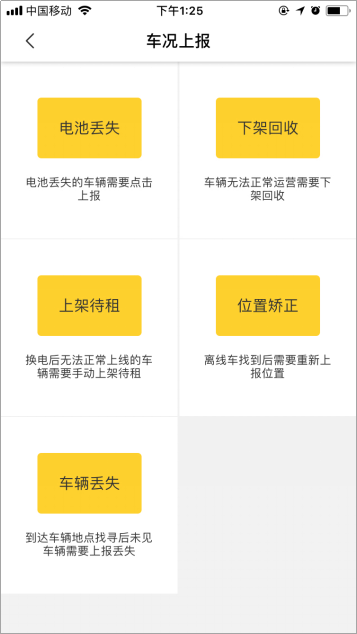 中国移动
下午1:25
车况上报
电池丢失
下架回收
电池丢失的车辆需要点击
上报
车辆无法正常运营需要下
架回收
上架待租
位置矫正
换电后无法正常上线的车
辆需要手动上架待租
离线车找到后需要重新上
报位置
车辆丢失
到达车辆地点找寻后未见
车辆需要上报丢失